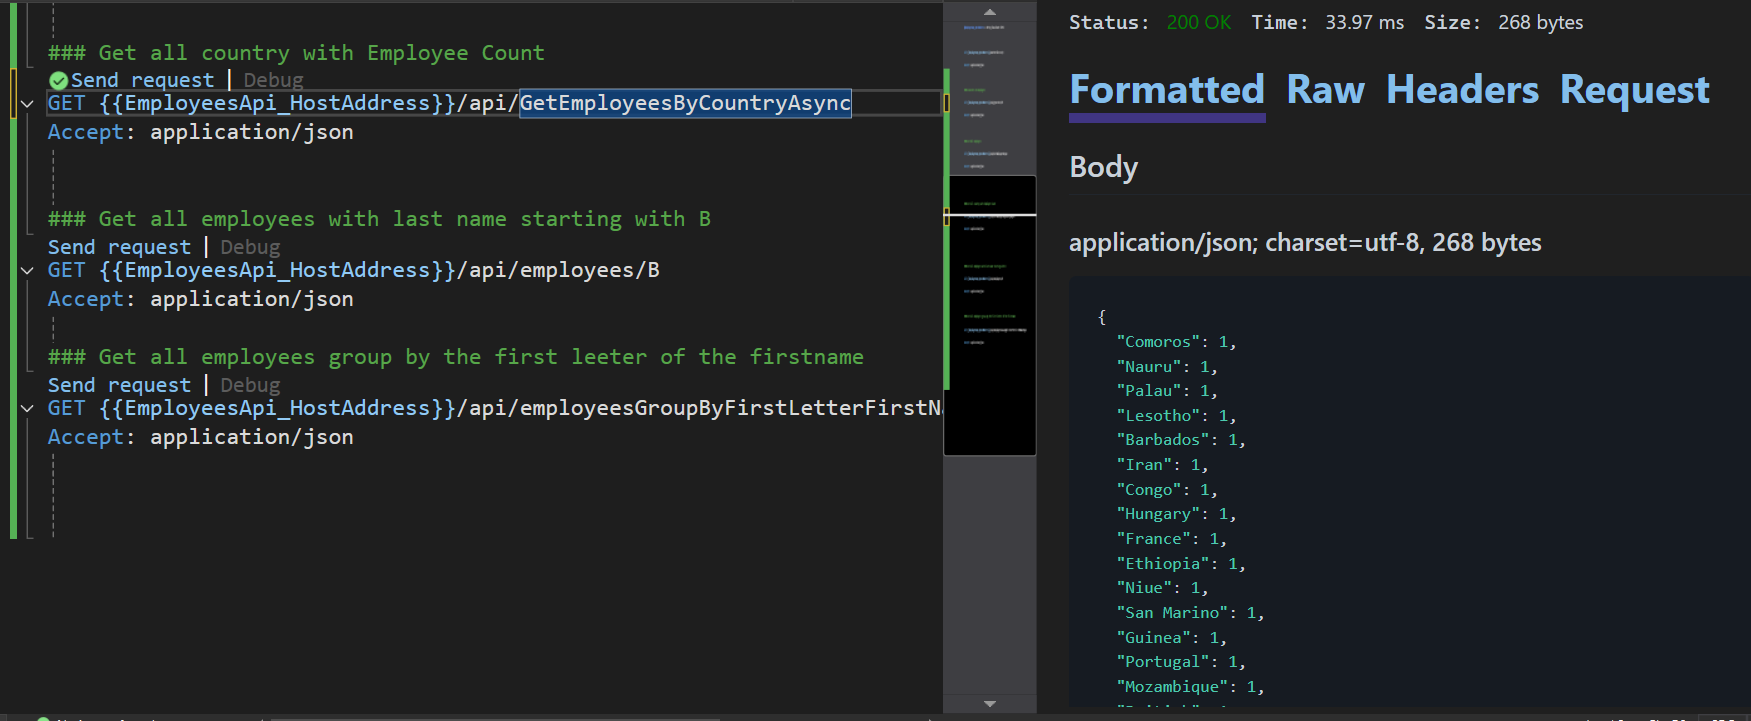 ### Get all country with Employee Count
Send request | Debug
GET {{EmployeesApi_HostAddress}}/api/GetEmployeesByCountryAsync
Accept: application/json
### Get all employees with last name starting with B
Send request | Debug
GET {{EmployeesApi_HostAddress}}/api/employees/B
Accept: application/json
### Get all employees group by the first leeter of the firstname
Send request | Debug
GET {{EmployeesApi_HostAddress}}/api/employeesGroupByFirstLetterFirstN
Accept: application/json
Status: 200 OK Time: 33.97 ms Size: 268 bytes
Formatted Raw Headers Request
Body
application/json; charset=utf-8, 268 bytes
{
"Comoros": 1,
"Nauru": 1,
"Palau": 1,
"Lesotho": 1,
"Barbados": 1,
"Iran": 1,
"Congo": 1,
"Hungary": 1,
"France": 1,
"Ethiopia": 1,
"Niue": 1,
"San Marino": 1,
"Guinea": 1,
"Portugal": 1,
"Mozambique": 1,